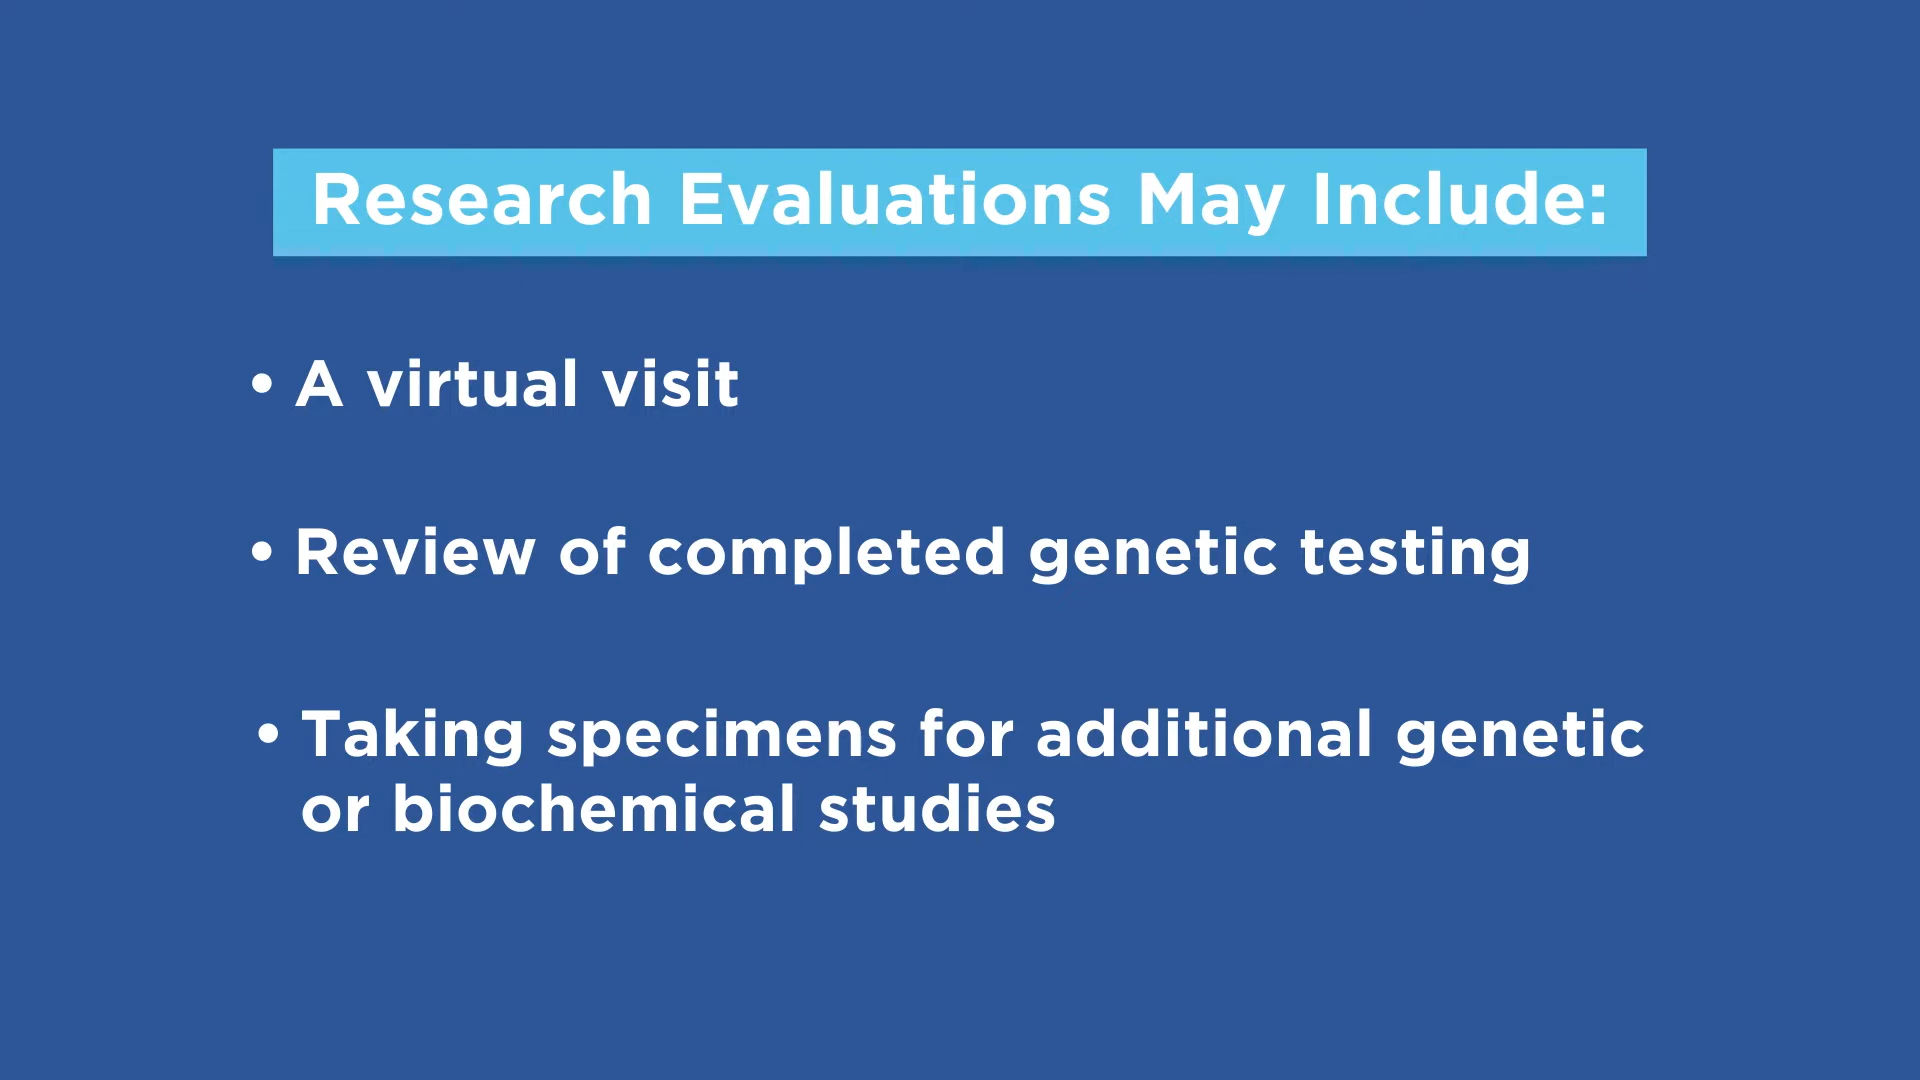 Research Evaluations May Include:
• A virtual visit
• Review of completed genetic testing
• Taking specimens for additional genetic
or biochemical studies